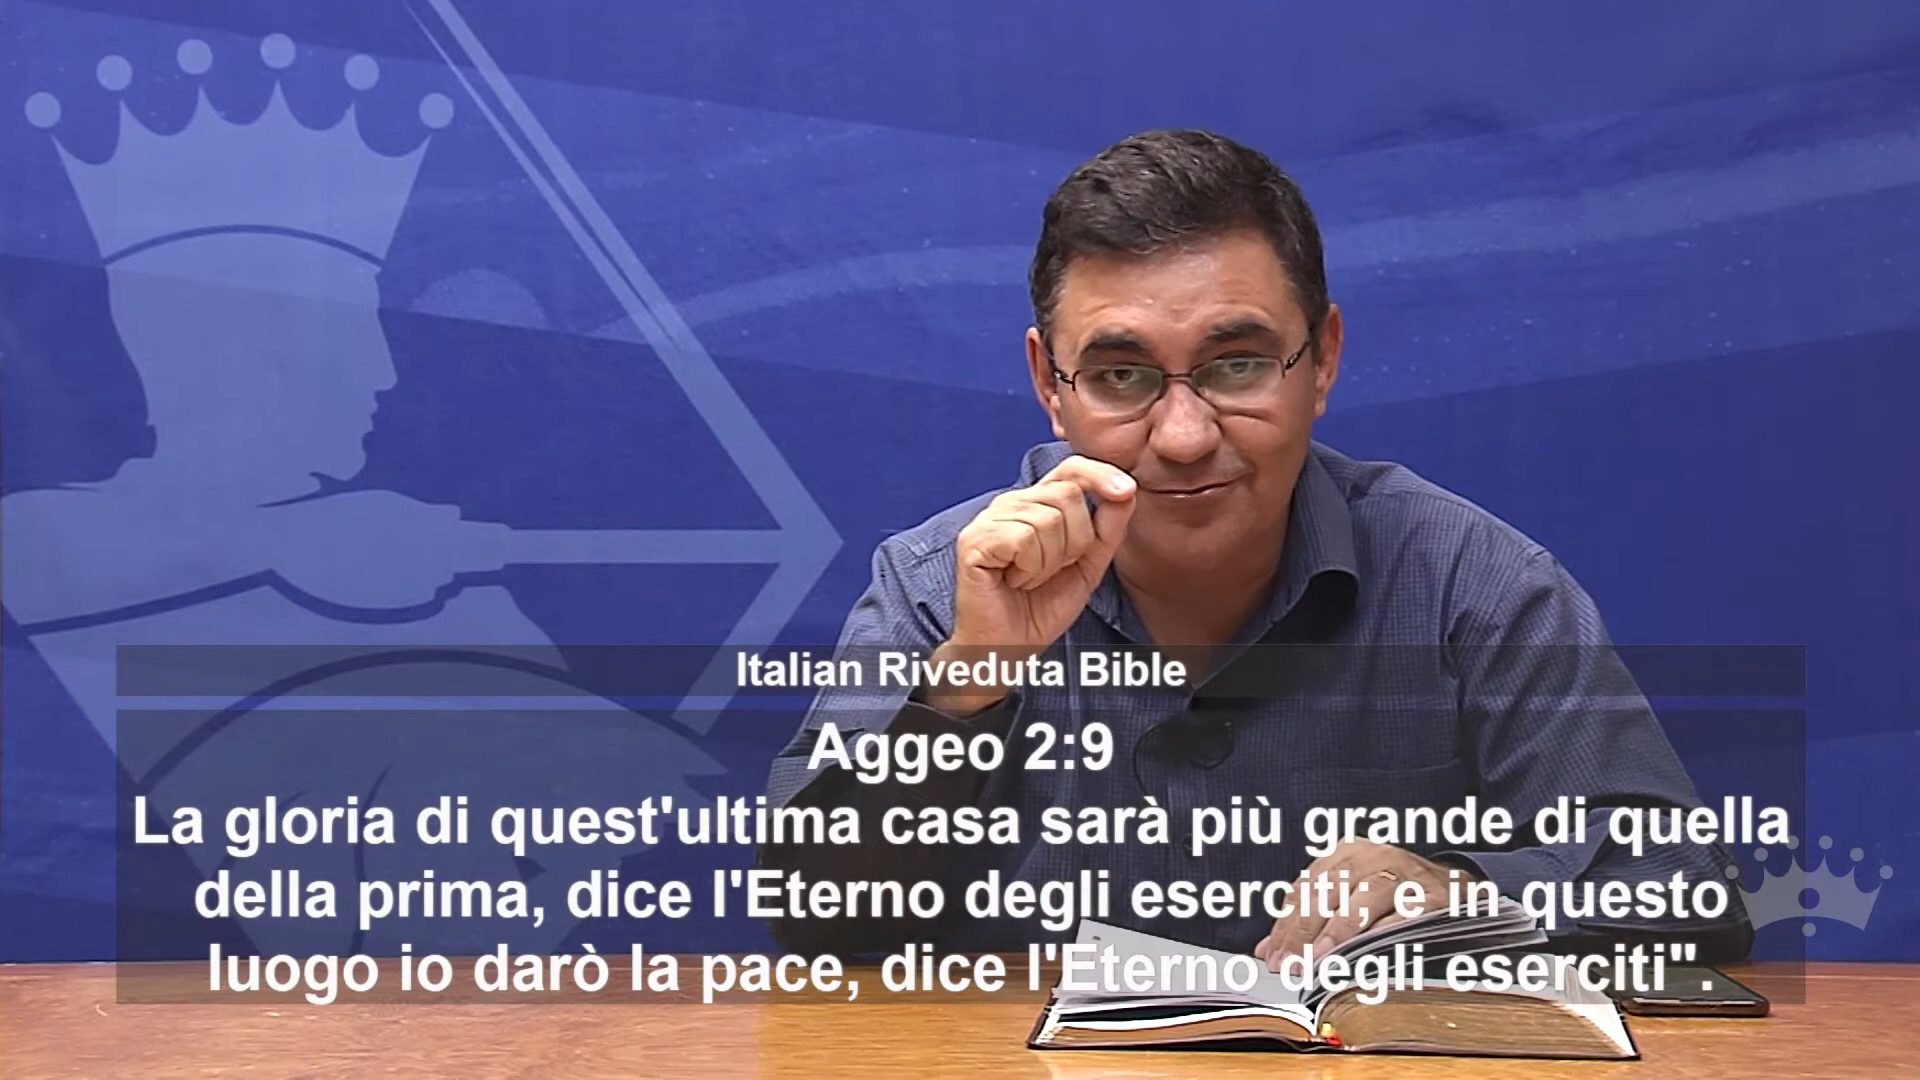 Italian Riveduta Bible
Aggeo 2:9
La gloria di quest'ultima casa sarà più grande di quella
della prima, dice l'Eterno degli eserciti; e in questo
luogo io darò la pace, dice l'Eterno degli eserciti".